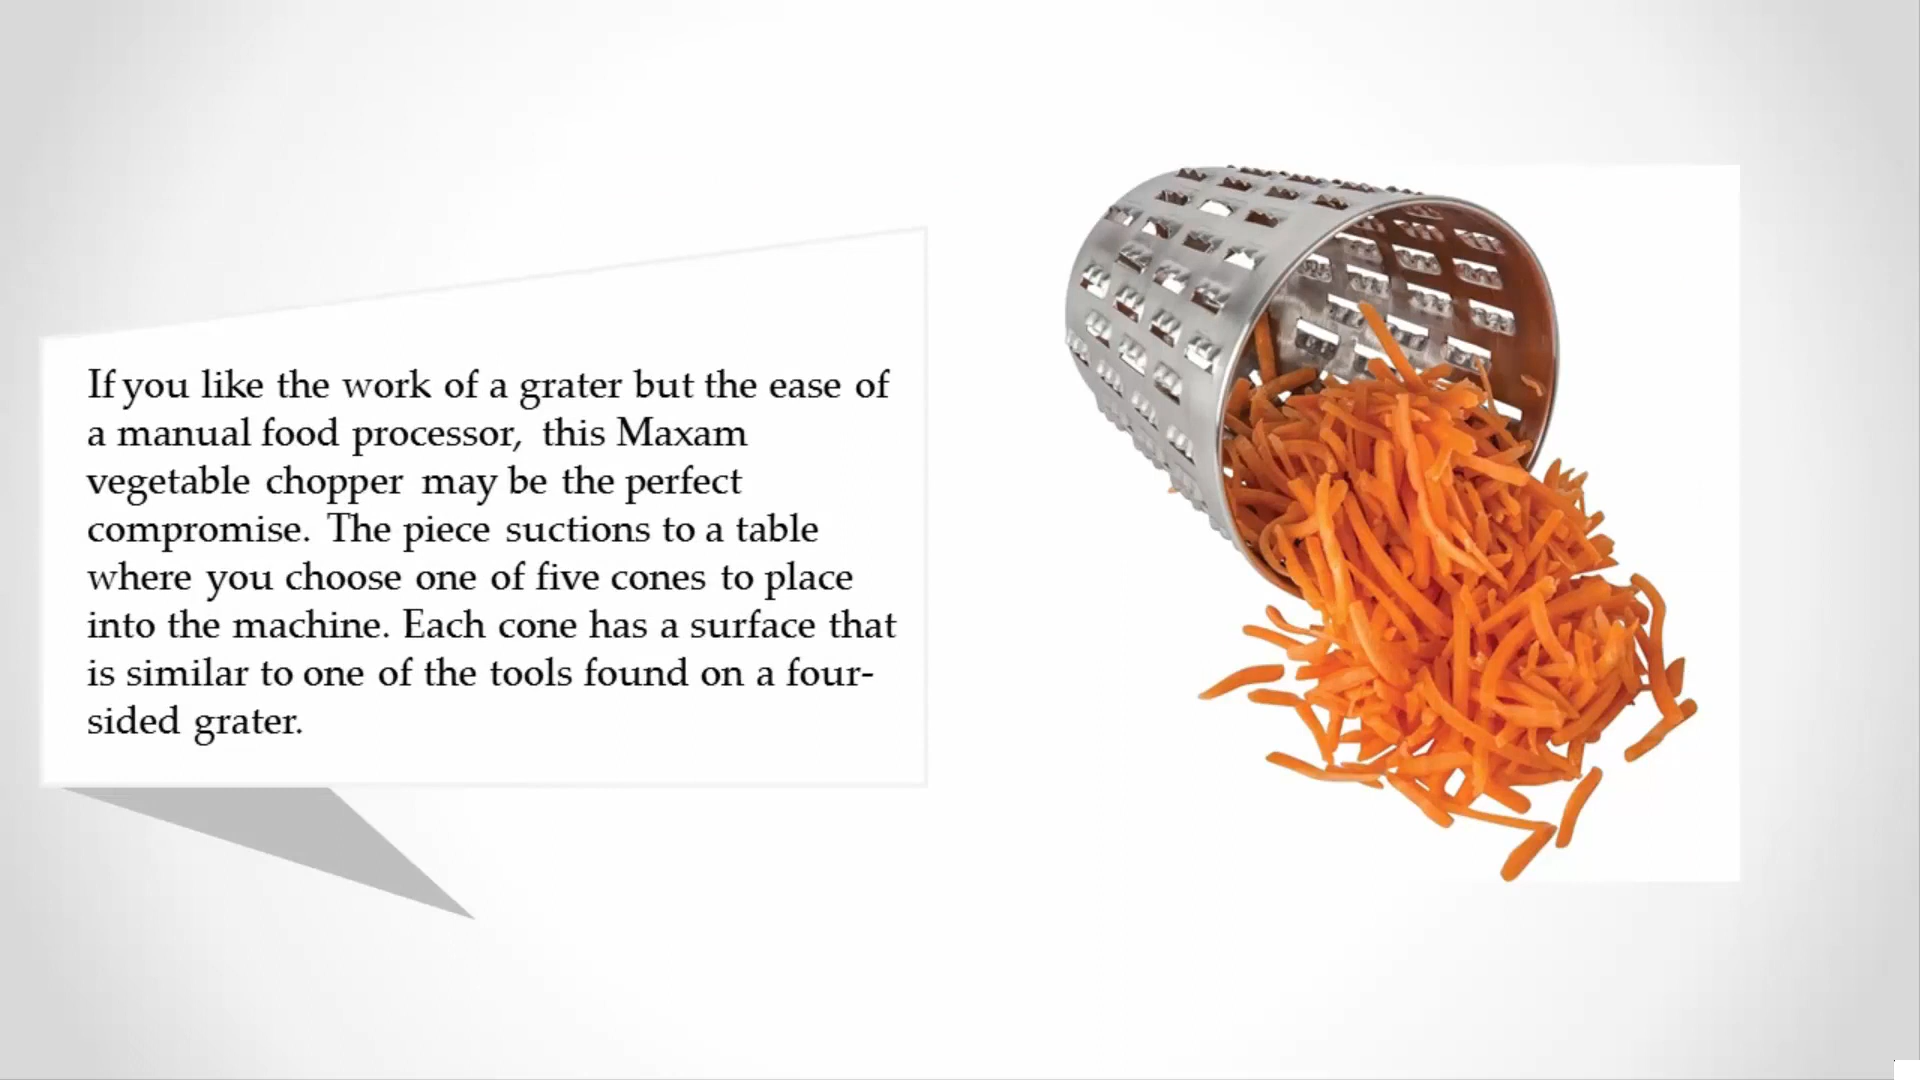 If you like the work of a grater but the ease of
a manual food processor, this Maxam
vegetable chopper may be the perfect
compromise. The piece suctions to a table
where you choose one of five cones to place
into the machine. Each cone has a surface that
is similar to one of the tools found on a four-
sided grater.